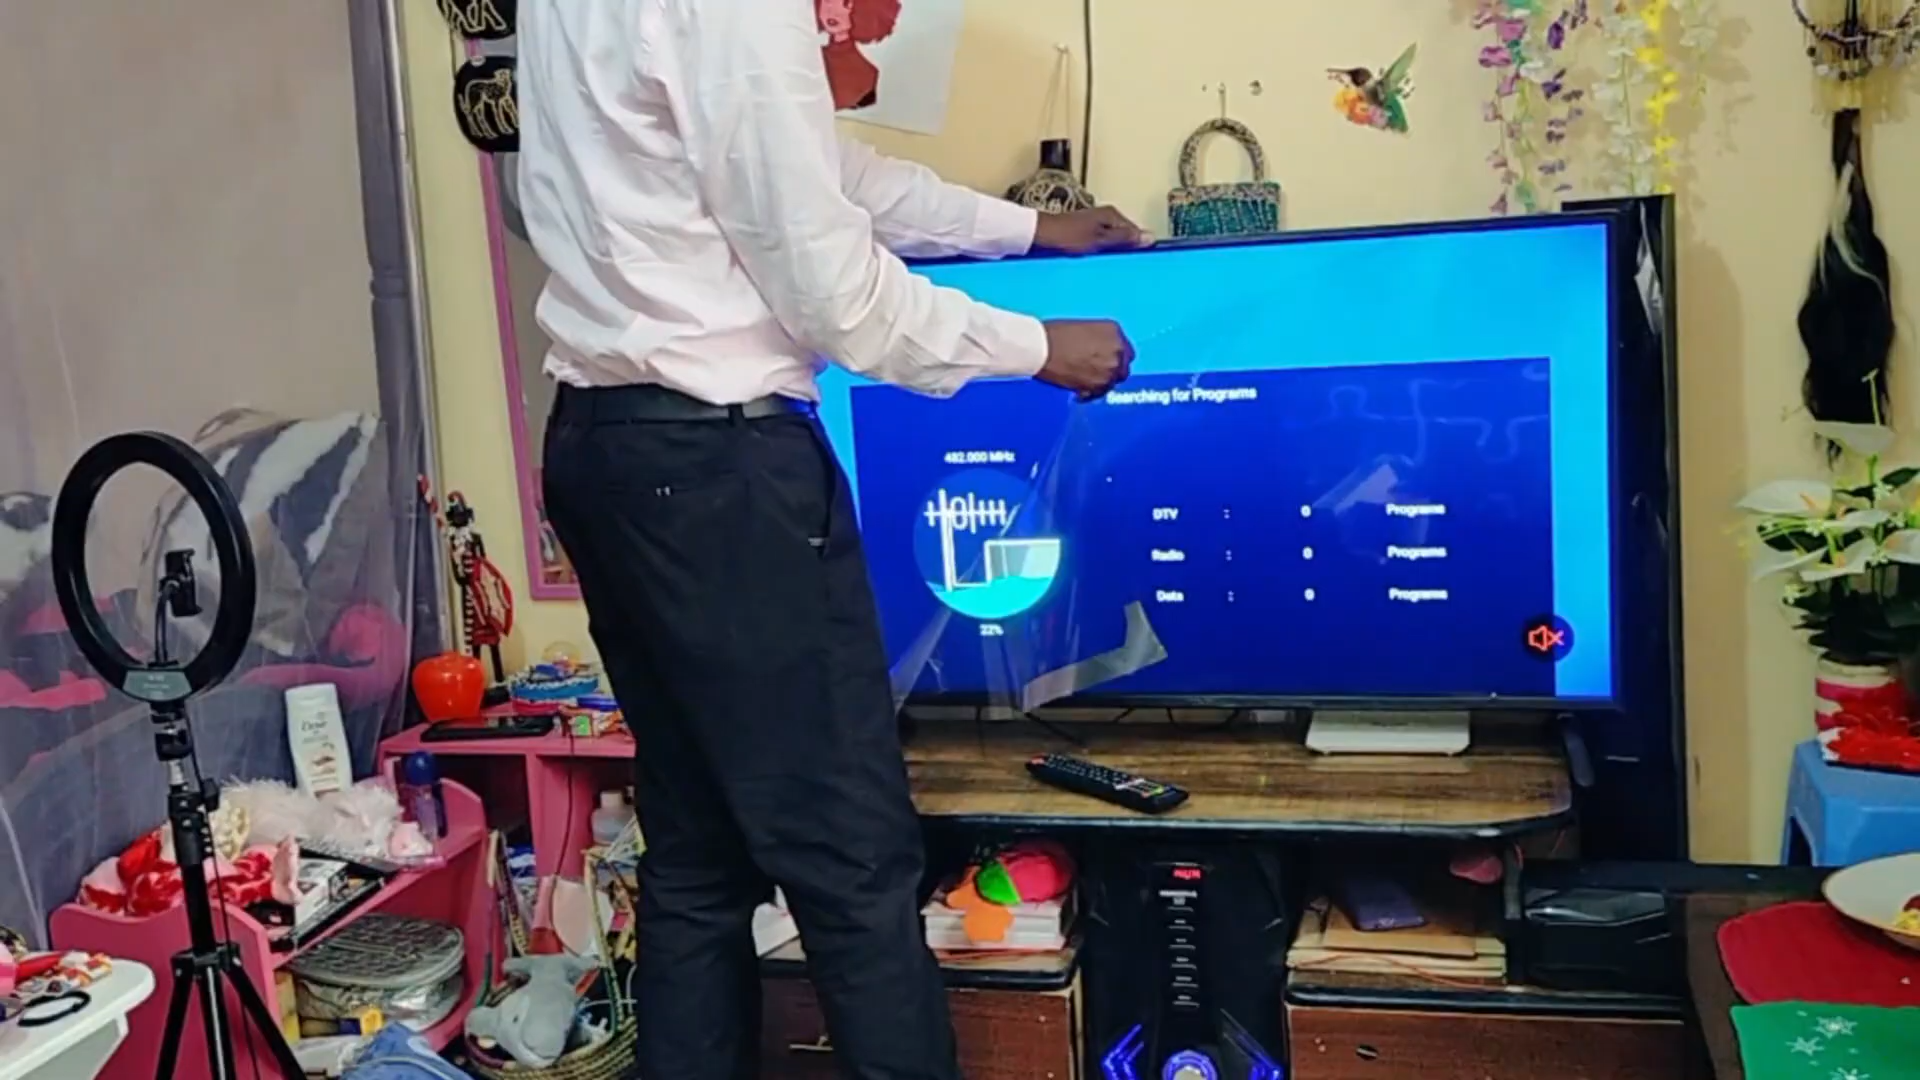 Searching for Programs
482.000 MHz
DTV : 0 Programs
Radio : 0 Programs
Data : 0 Programs
22%
Dove